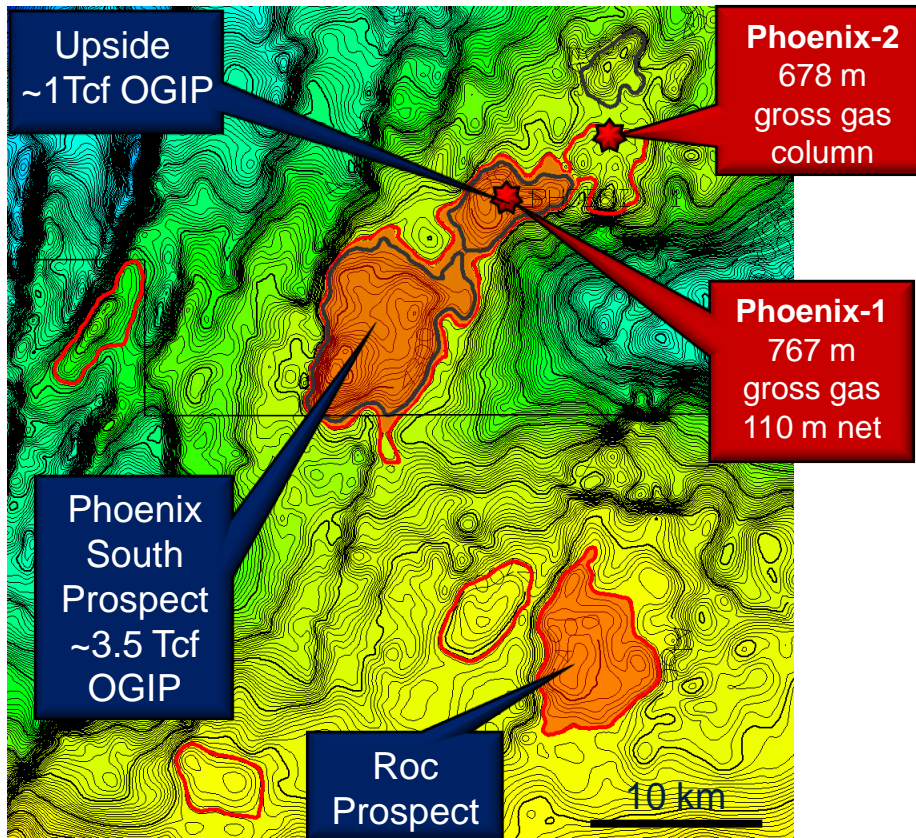 Upside
~1Tcf OGIP
Phoenix-2
678 m
gross gas
column
Phoenix-1
767 m
gross gas
110 m net
Phoenix
South
Prospect
~3.5 Tcf
OGIP
Roc
Prospect
10 km